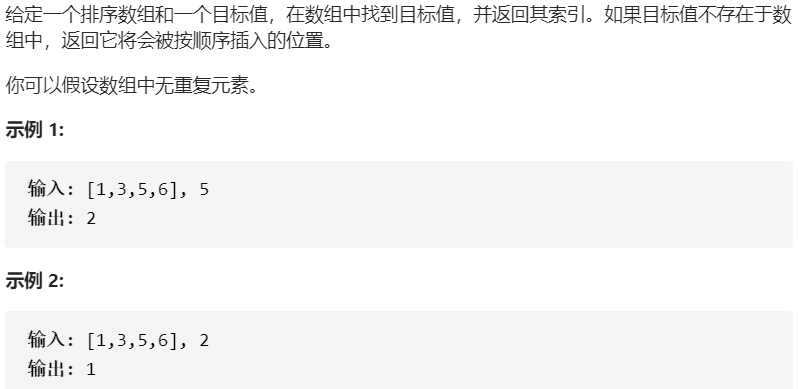 给定一个排序数组和一个目标值，在数组中找到目标值，并返回其索引。如果目标值不存在于数
组中，返回它将会被按顺序插入的位置。
你可以假设数组中无重复元素。
示例 1:
输入: [1,3,5,6], 5
输出: 2
示例 2:
输入: [1,3,5,6], 2
输出: 1